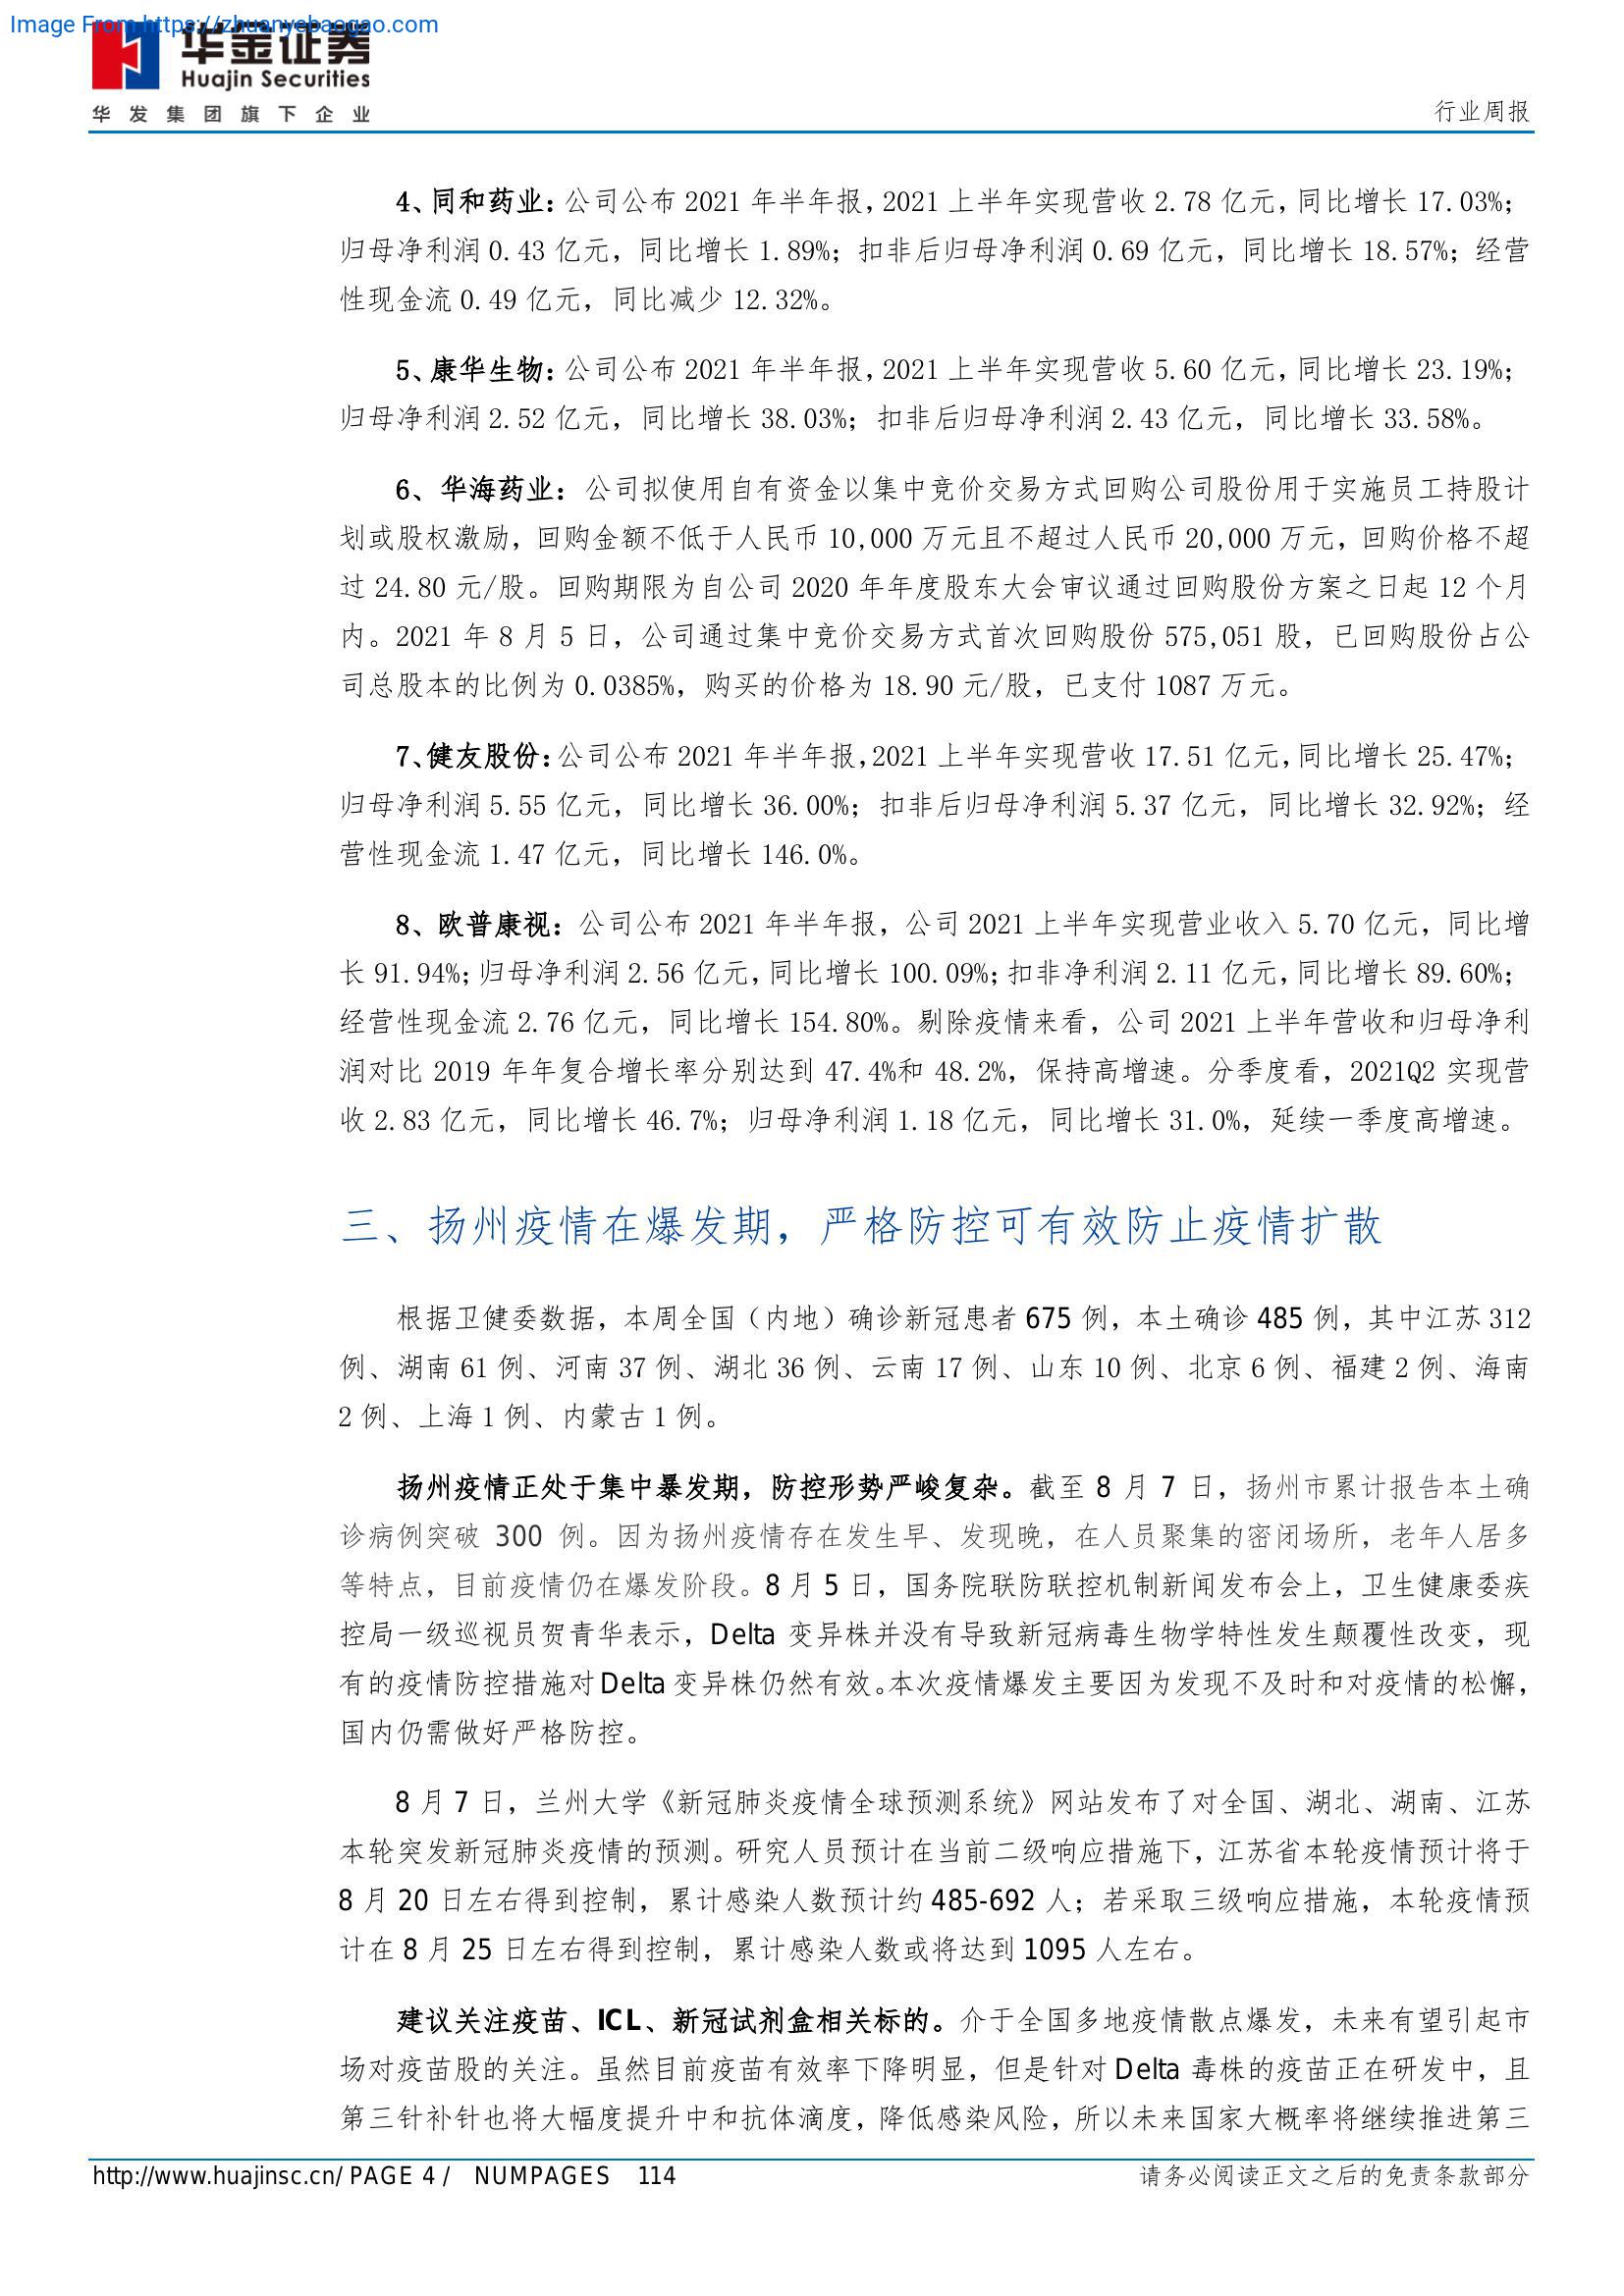 Image From:https://zhuanyebaogao.com
华金证券
Huajin Securities
华发集团旗下企业
行业周报
4、同和药业：公司公布 2021 年半年报，2021 上半年实现营收 2.78 亿元，同比增长 17.03%；
归母净利润 0.43 亿元，同比增长 1.89%；扣非后归母净利润 0.69 亿元，同比增长 18.57%；经营
性现金流 0.49 亿元，同比减少 12.32%。
5、康华生物：公司公布 2021 年半年报，2021 上半年实现营收 5.60 亿元，同比增长 23.19%；
归母净利润 2.52 亿元，同比增长 38.03%；扣非后归母净利润 2.43 亿元，同比增长 33.58%。
6、华海药业：公司拟使用自有资金以集中竞价交易方式回购公司股份用于实施员工持股计
划或股权激励，回购金额不低于人民币 10,000 万元且不超过人民币 20,000 万元，回购价格不超
过 24.80 元/股。回购期限为自公司 2020 年年度股东大会审议通过回购股份方案之日起 12 个月
内。2021 年 8 月 5 日，公司通过集中竞价交易方式首次回购股份 575,051 股，已回购股份占公
司总股本的比例为 0.0385%，购买的价格为 18.90 元/股，已支付 1087 万元。
7、健友股份：公司公布 2021 年半年报，2021 上半年实现营收 17.51 亿元，同比增长 25.47%；
归母净利润 5.55 亿元，同比增长 36.00%；扣非后归母净利润 5.37 亿元，同比增长 32.92%；经
营性现金流 1.47 亿元，同比增长 146.0%。
8、欧普康视：公司公布 2021 年半年报，公司 2021 上半年实现营业收入 5.70 亿元，同比增
长 91.94%；归母净利润 2.56 亿元，同比增长 100.09%；扣非净利润 2.11 亿元，同比增长 89.60%；
经营性现金流 2.76 亿元，同比增长 154.80%。剔除疫情来看，公司 2021 上半年营收和归母净利
润对比 2019 年年复合增长率分别达到 47.4%和 48.2%，保持高增速。分季度看，2021Q2 实现营
收 2.83 亿元，同比增长 46.7%；归母净利润 1.18 亿元，同比增长 31.0%，延续一季度高增速。
三、扬州疫情在爆发期，严格防控可有效防止疫情扩散
根据卫健委数据，本周全国（内地）确诊新冠患者 675 例，本土确诊 485 例，其中江苏 312
例、湖南 61 例、河南 37 例、湖北 36 例、云南 17 例、山东 10 例、北京 6 例、福建 2 例、海南
2 例、上海 1 例、内蒙古 1 例。
扬州疫情正处于集中暴发期，防控形势严峻复杂。截至 8 月 7 日，扬州市累计报告本土确
诊病例突破 300 例。因为扬州疫情存在发生早、发现晚，在人员聚集的密闭场所，老年人居多
等特点，目前疫情仍在爆发阶段。8 月 5 日，国务院联防联控机制新闻发布会上，卫生健康委疾
控局一级巡视员贺青华表示，Delta 变异株并没有导致新冠病毒生物学特性发生颠覆性改变，现
有的疫情防控措施对 Delta 变异株仍然有效。本次疫情爆发主要因为发现不及时和对疫情的松懈，
国内仍需做好严格防控。
8 月 7 日，兰州大学《新冠肺炎疫情全球预测系统》网站发布了对全国、湖北、湖南、江苏
本轮突发新冠肺炎疫情的预测。研究人员预计在当前二级响应措施下，江苏省本轮疫情预计将于
8 月 20 日左右得到控制，累计感染人数预计约 485-692 人；若采取三级响应措施，本轮疫情预
计在 8 月 25 日左右得到控制，累计感染人数或将达到 1095 人左右。
建议关注疫苗、ICL、新冠试剂盒相关标的。介于全国多地疫情散点爆发，未来有望引起市
场对疫苗股的关注。虽然目前疫苗有效率下降明显，但是针对 Delta 毒株的疫苗正在研发中，且
第三针补针也将大幅度提升中和抗体滴度，降低感染风险，所以未来国家大概率将继续推进第三
http://www.huajinsc.cn/ PAGE 4 / NUMPAGES 114
请务必阅读正文之后的免责条款部分